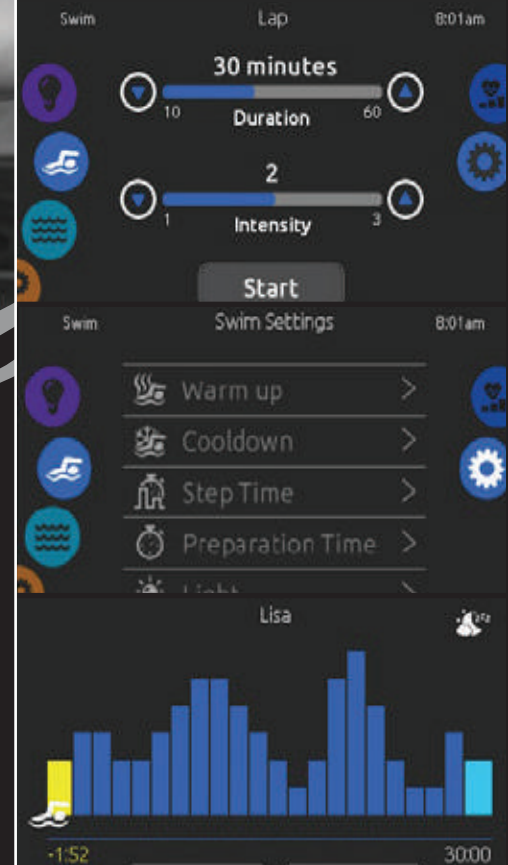 Swim Lap 8:01am
30 minutes
10 60
Duration
2
1 3
Intensity
Start
Swim Swim Settings 8:01am
Warm up
Cooldown
Step Time
Preparation Time
Light
Lisa
-1:52 30:00